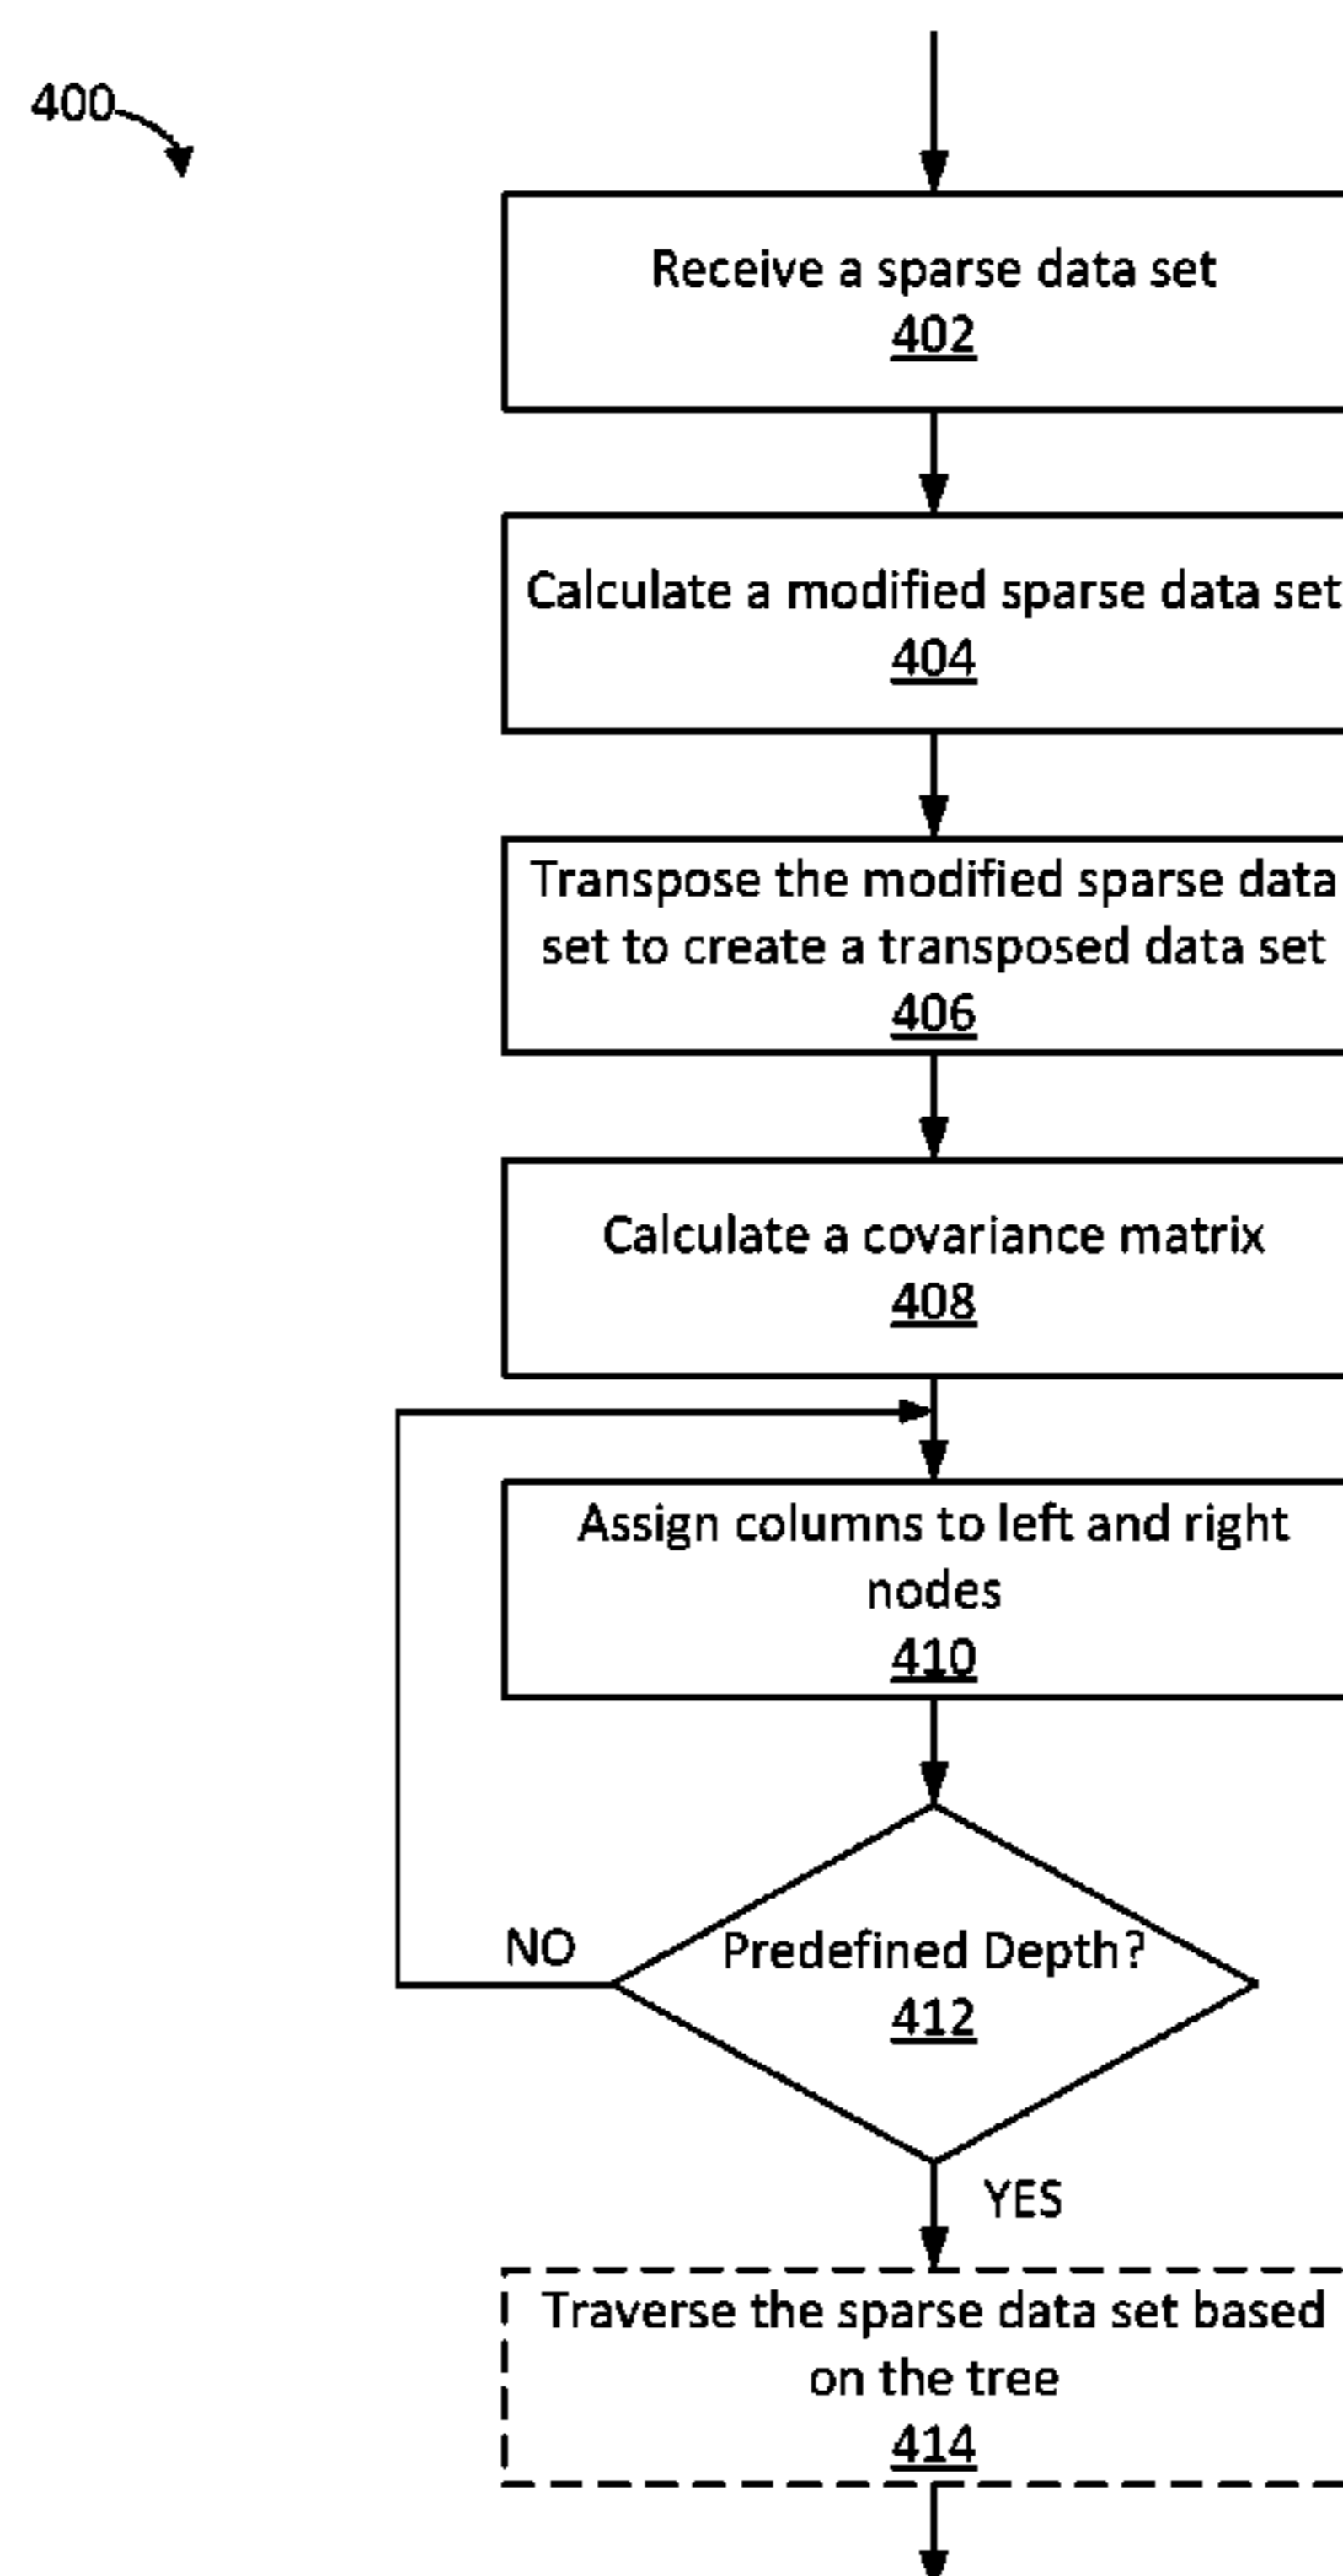 400
Receive a sparse data set
402
Calculate a modified sparse data set
404
Transpose the modified sparse data
set to create a transposed data set
406
Calculate a covariance matrix
408
Assign columns to left and right
nodes
410
Predefined Depth?
412
NO
YES
Traverse the sparse data set based
on the tree
414